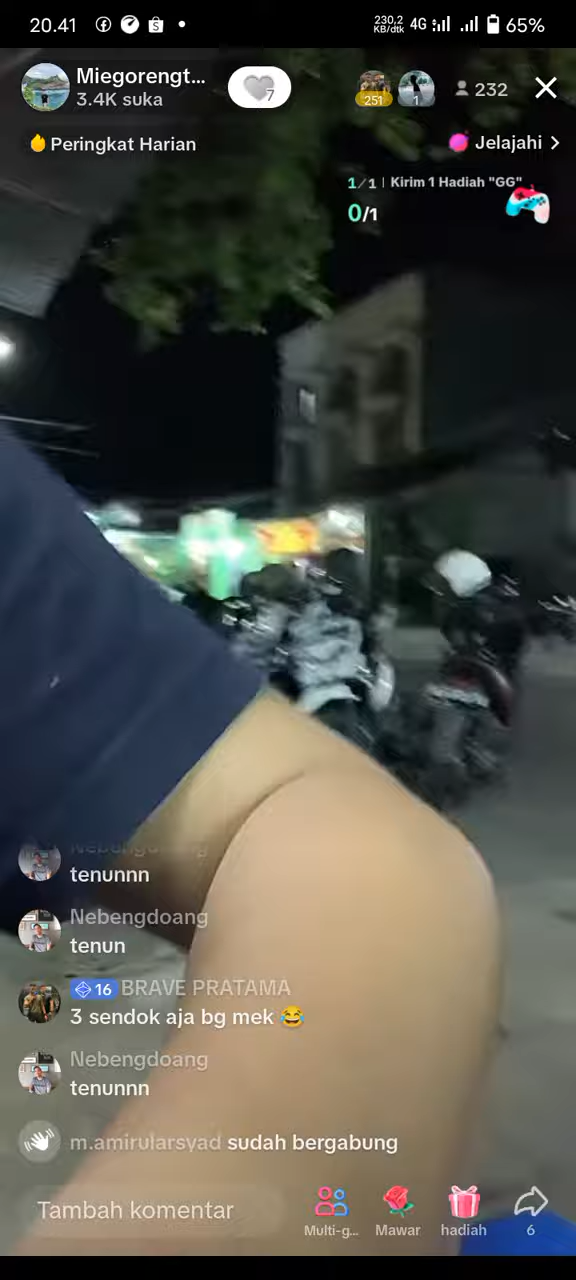 20.41
230,2
KB/dtk
4G
65%
Miegorengt...
3.4K suka
7
251
1
232
Peringkat Harian
Jelajahi
1/1 | Kirim 1 Hadiah "GG"
0/1
tenunnn
Nebengdoang
tenun
16 BRAVE PRATAMA
3 sendok aja bg mek 😂
Nebengdoang
tenunnn
m.amirularsyad sudah bergabung
Tambah komentar
Multi-g...
Mawar
hadiah
6